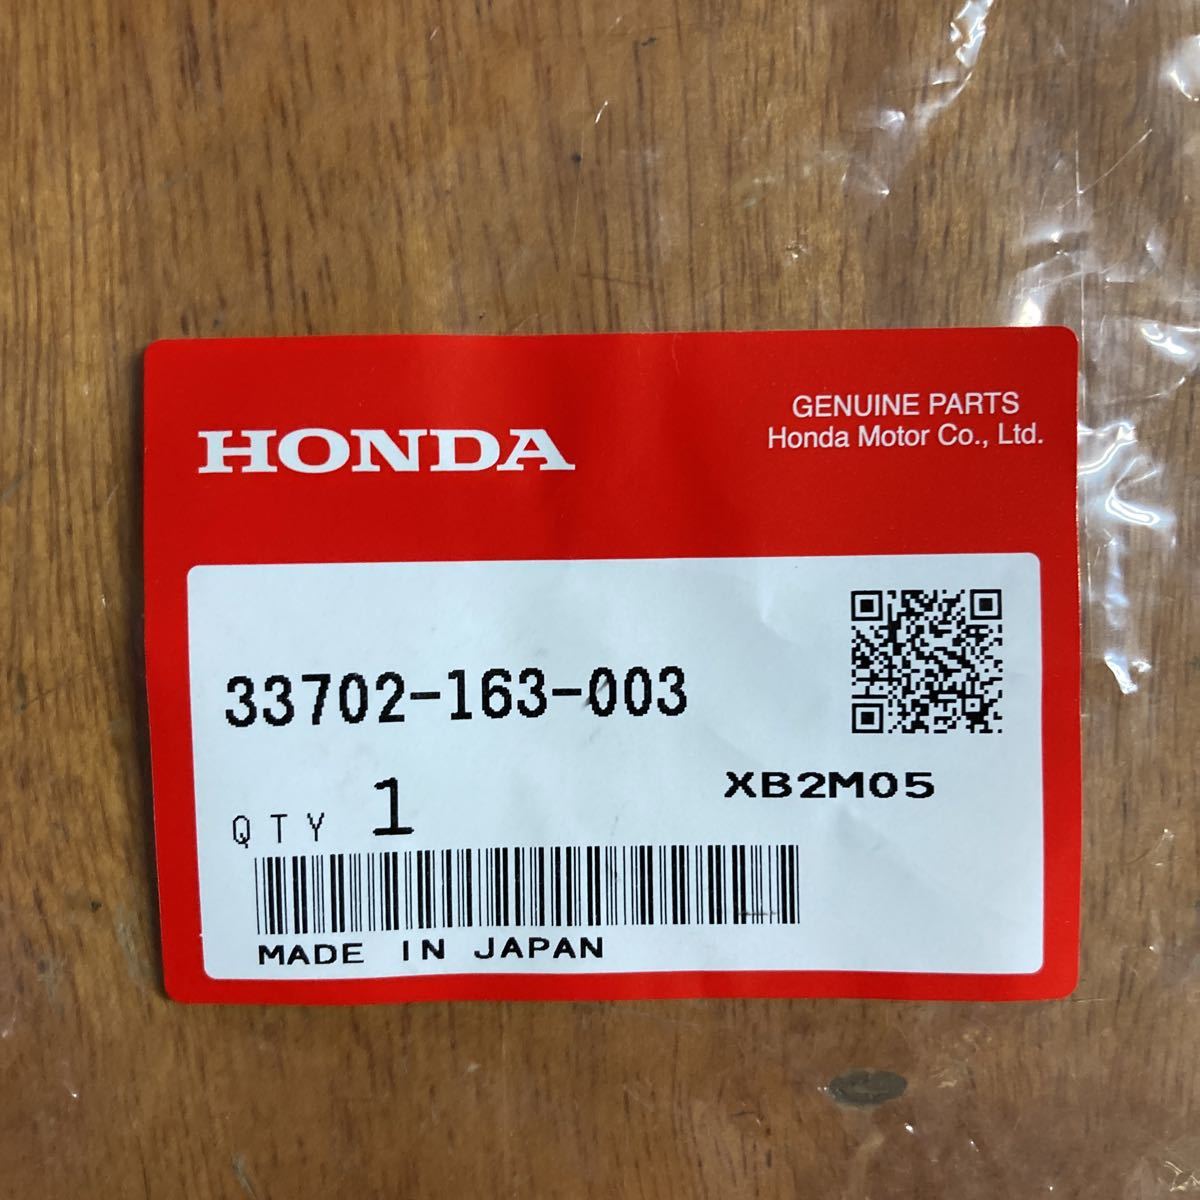 HONDA
GENUINE PARTS
Honda Motor Co., Ltd.
33702-163-003
XB2M05
QTY 1
MADE IN JAPAN